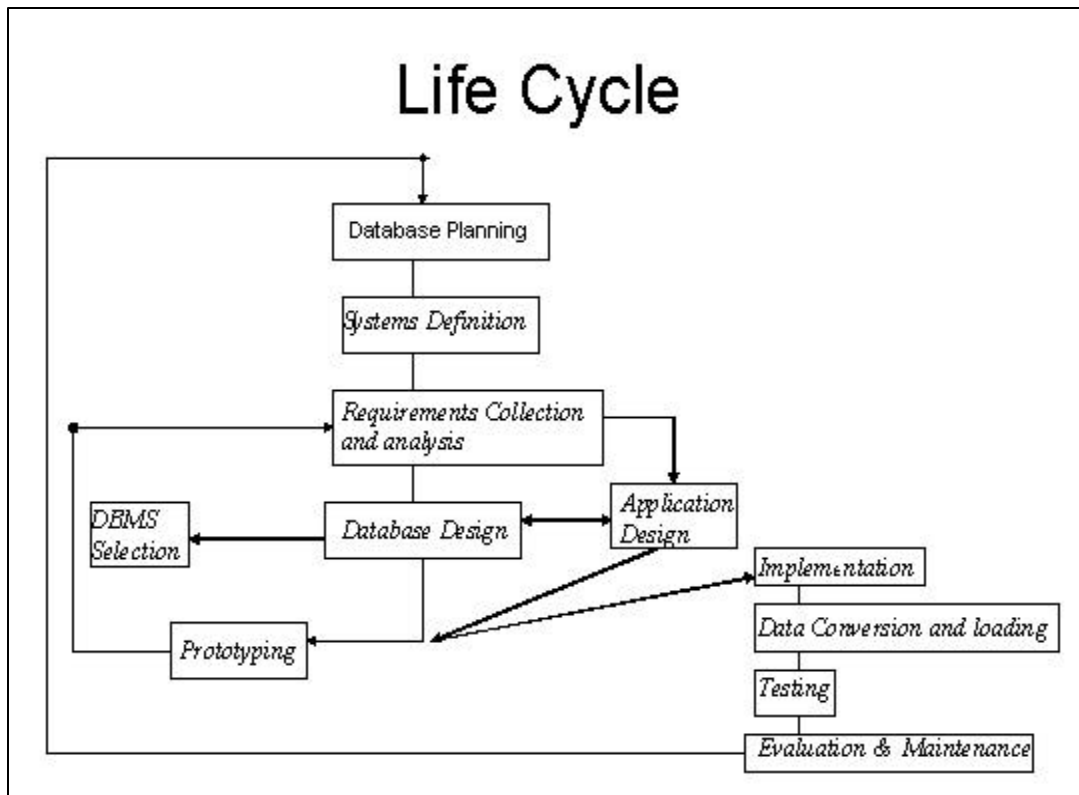 Life Cycle
Database Planning
Systems Definition
Requirements Collection
and analysis
DBMS
Selection
Database Design
Application
Design
Implementation
Data Conversion and loading
Prototyping
Testing
Evaluation & Maintenance